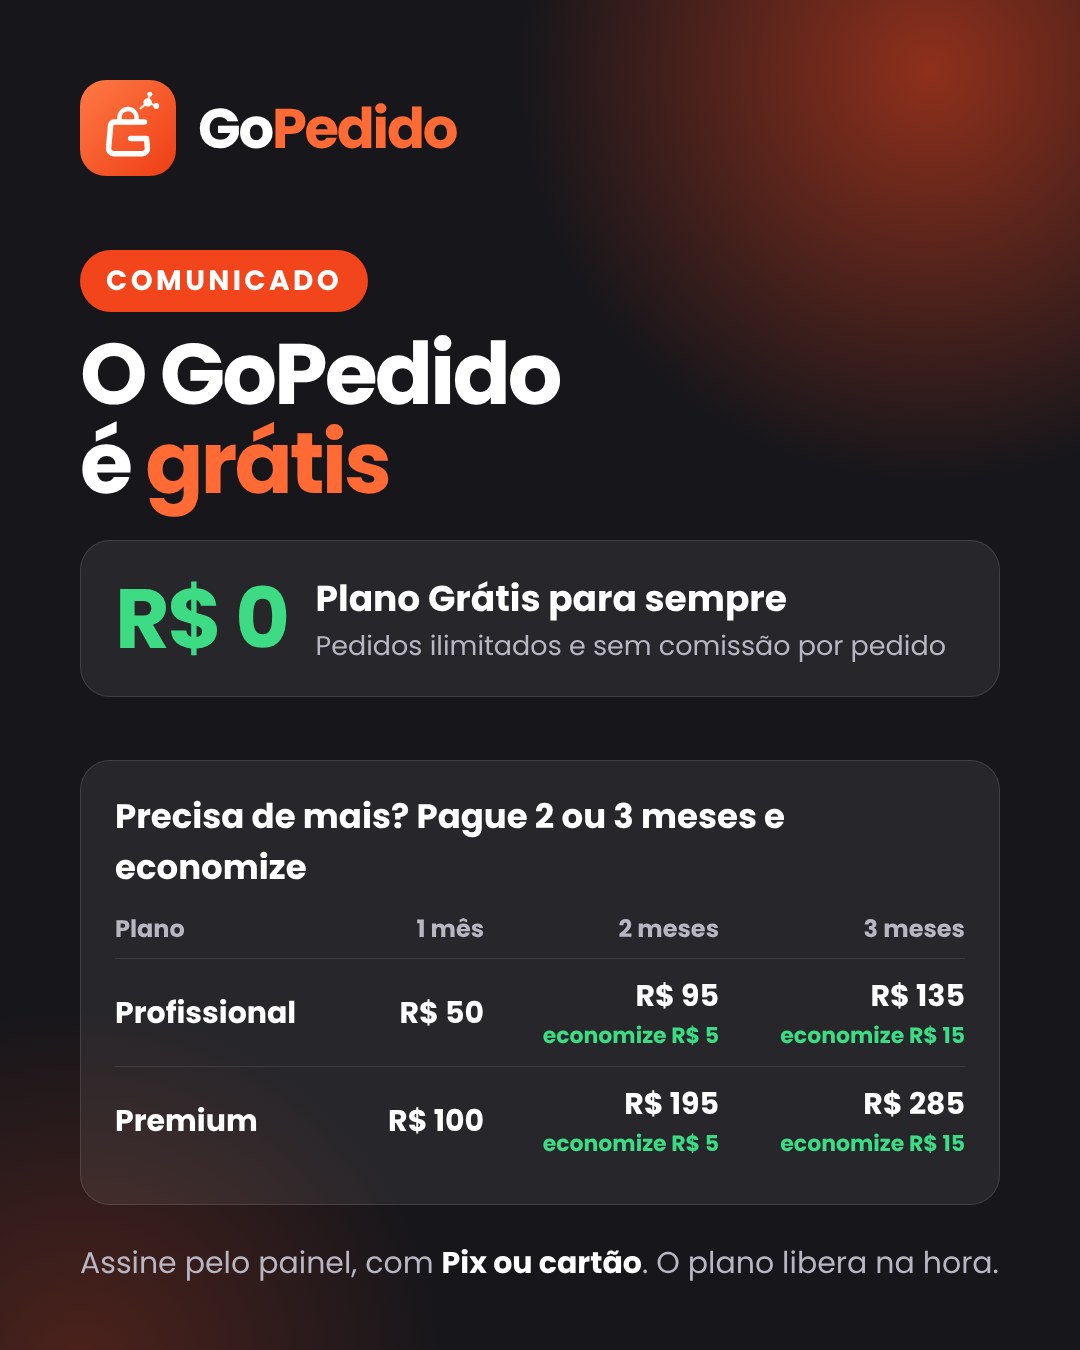 GoPedido
COMUNICADO
O GoPedido
é grátis
R$ 0
Plano Grátis para sempre
Pedidos ilimitados e sem comissão por pedido
Precisa de mais? Pague 2 ou 3 meses e
economize
Plano 1 mês 2 meses 3 meses
Profissional R$ 50 R$ 95 R$ 135
economize R$ 5 economize R$ 15
Premium R$ 100 R$ 195 R$ 285
economize R$ 5 economize R$ 15
Assine pelo painel, com Pix ou cartão. O plano libera na hora.